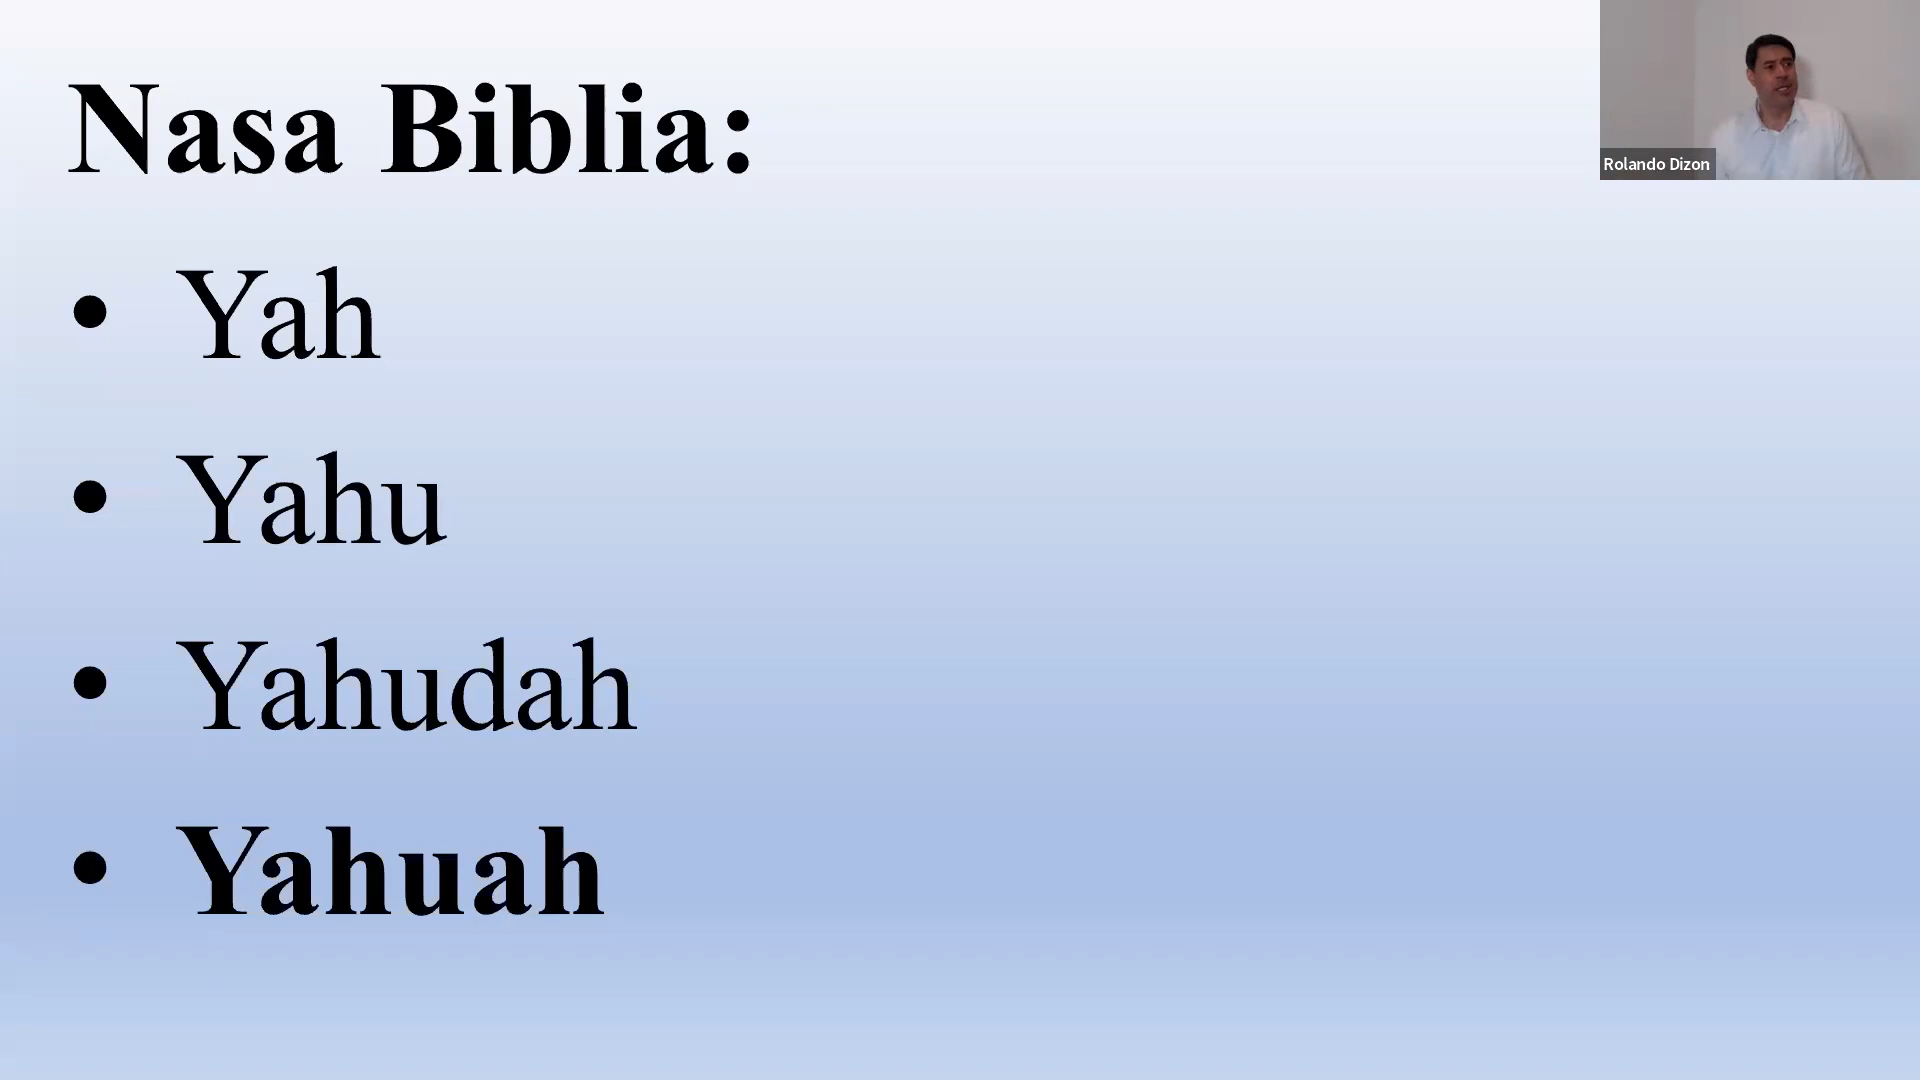 Nasa Biblia:
• Yah
• Yahu
• Yahudah
• Yahuah
Rolando Dizon